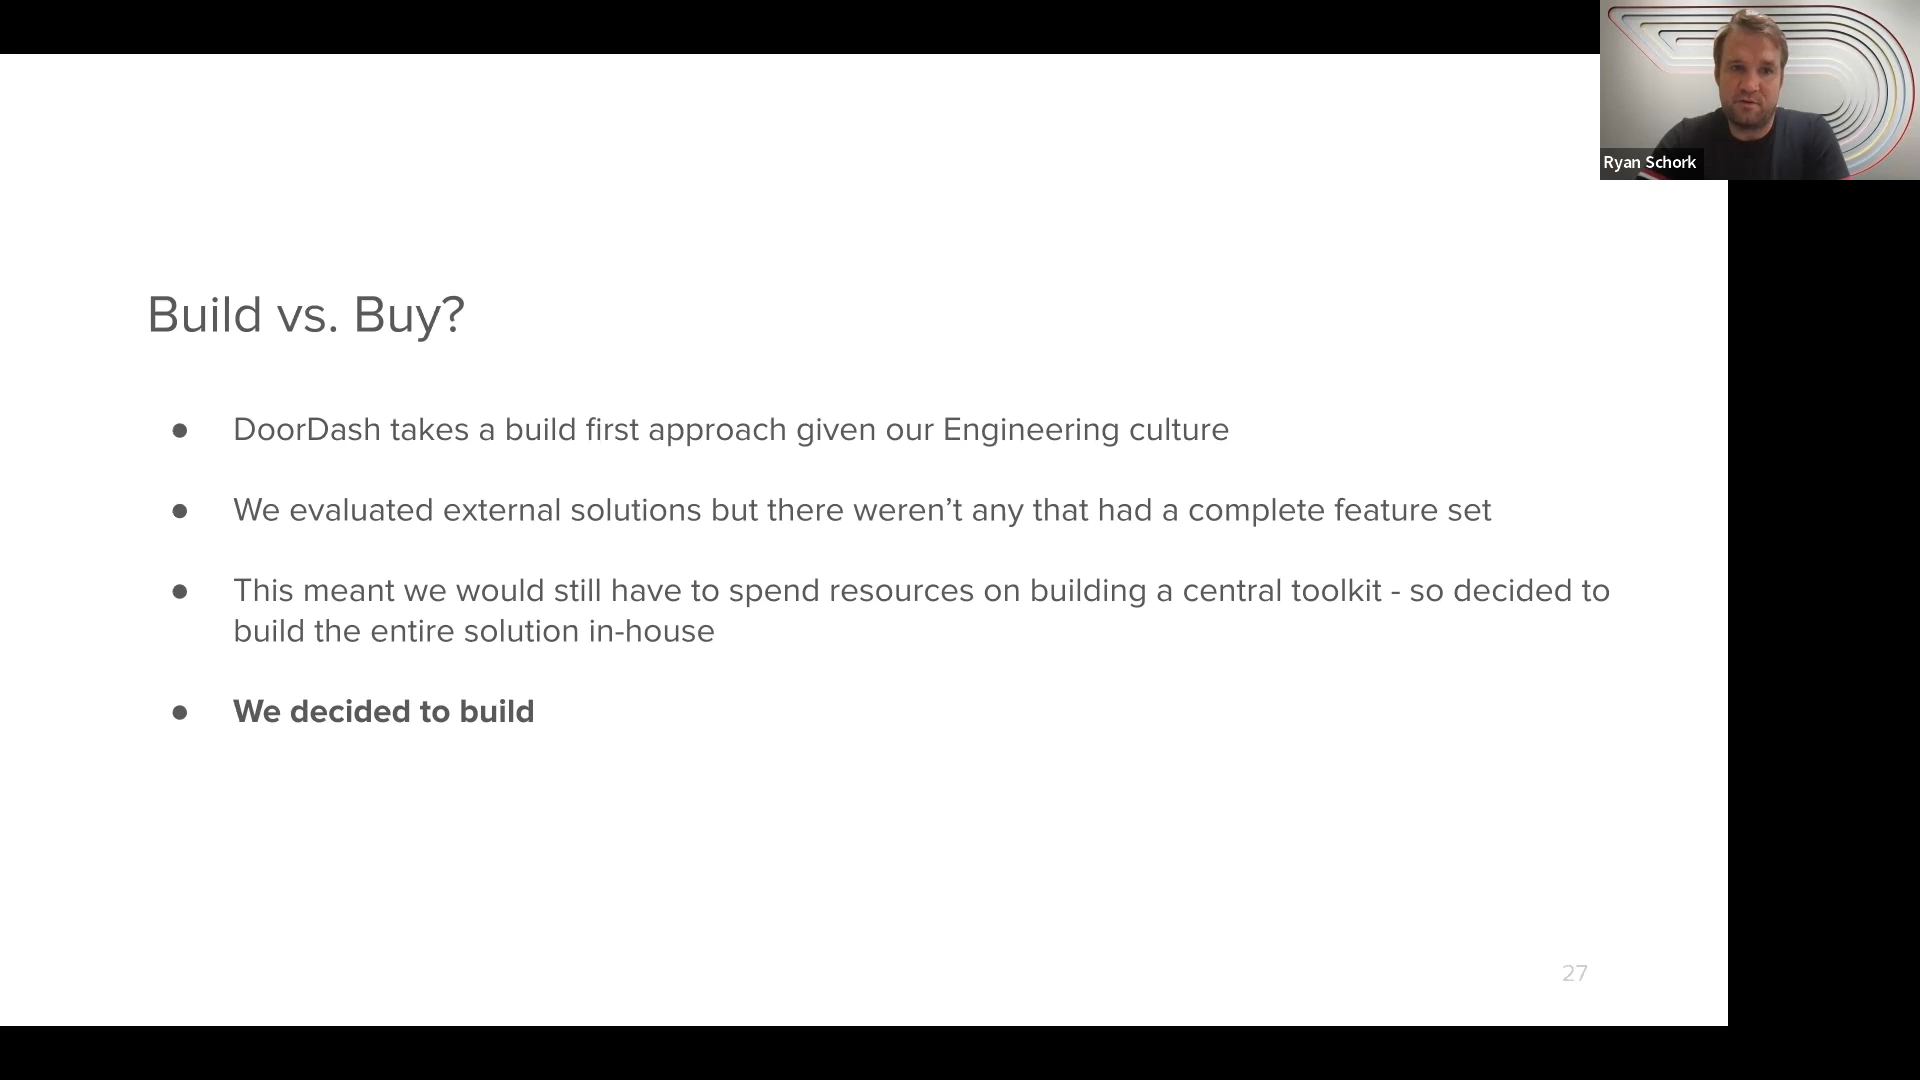 Ryan Schork
Build vs. Buy?
● DoorDash takes a build first approach given our Engineering culture
● We evaluated external solutions but there weren’t any that had a complete feature set
● This meant we would still have to spend resources on building a central toolkit - so decided to
build the entire solution in-house
● We decided to build
27